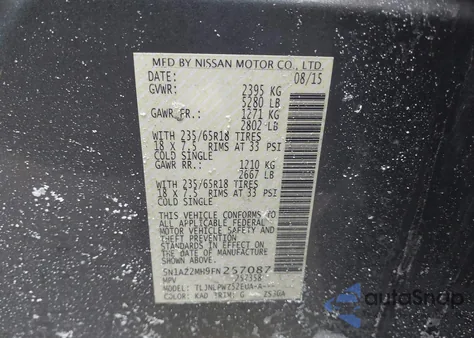 MFD BY NISSAN MOTOR CO., LTD.
DATE: 08/15
GVWR: 2395 KG
5280 LB
GAWR FR.: 1271 KG
2802 LB
WITH 235/65R18 TIRES
18 X 7.5 RIMS AT 33 PSI
COLD SINGLE
GAWR RR.: 1210 KG
2667 LB
WITH 235/65R18 TIRES
18 X 7.5 RIMS AT 33 PSI
COLD SINGLE
THIS VEHICLE CONFORMS TO
ALL APPLICABLE FEDERAL
MOTOR VEHICLE SAFETY AND
THEFT PREVENTION
STANDARDS IN EFFECT ON
THE DATE OF MANUFACTURE
SHOWN ABOVE.
5N1AZ2MH9FN257087
MPV 257358
COLOR: KAD TRIM: G
autosnap